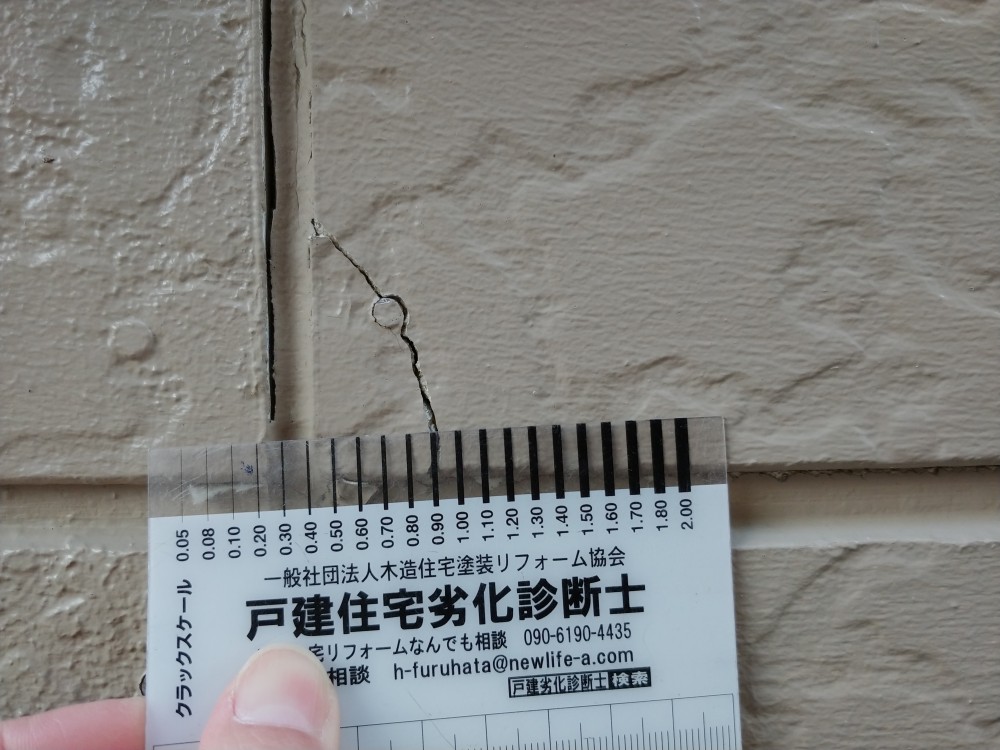 0.05 0.08 0.10 0.20 0.30 0.40 0.50 0.60 0.70 0.80 0.90 1.00 1.10 1.20 1.30 1.40 1.50 1.60 1.70 1.80 2.00
クラックスケール
一般社団法人木造住宅塗装リフォーム協会
戸建住宅劣化診断士
宅リフォームなんでも相談 090-6190-4435
相談 h-furuhata@newlife-a.com
戸建劣化診断士 検索